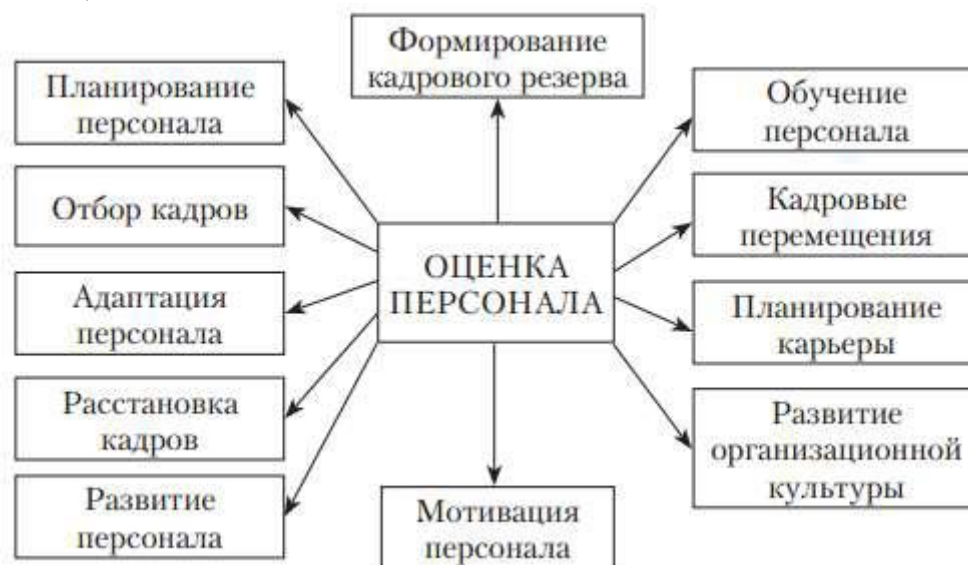 Формирование
кадрового резерва
Планирование
персонала
Отбор кадров
Адаптация
персонала
Расстановка
кадров
Развитие
персонала
ОЦЕНКА
ПЕРСОНАЛА
Мотивация
персонала
Обучение
персонала
Кадровые
перемещения
Планирование
карьеры
Развитие
организационной
культуры